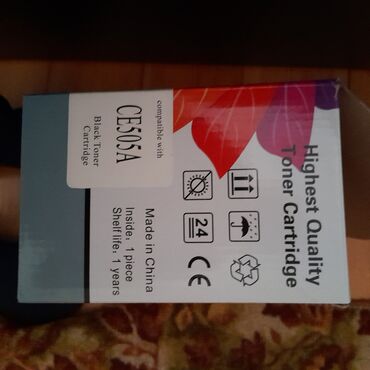 Highest Quality
Toner Cartridge
24
CE
compatible with
CE505A
Black Toner
Cartridge
Made in China
Inside: 1 piece
Shelf life: 1 years